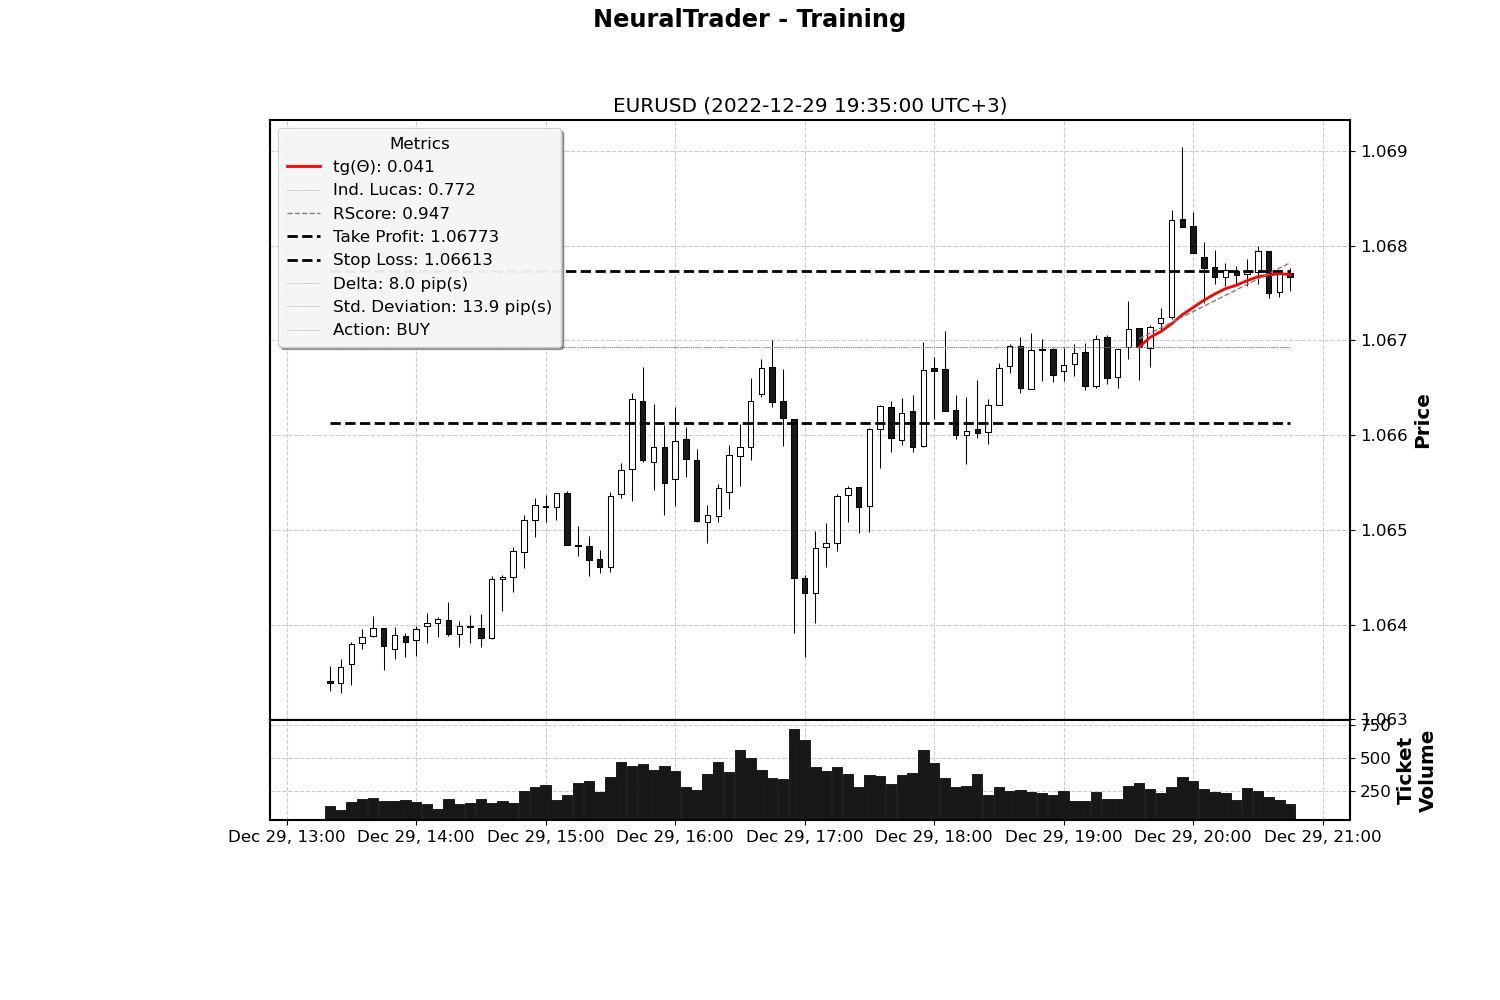 NeuralTrader - Training
EURUSD (2022-12-29 19:35:00 UTC+3)
Metrics
tg(Θ): 0.041
Ind. Lucas: 0.772
RScore: 0.947
Take Profit: 1.06773
Stop Loss: 1.06613
Delta: 8.0 pip(s)
Std. Deviation: 13.9 pip(s)
Action: BUY
1.069
1.068
1.067
1.066
1.065
1.064
1.063
Price
750
500
250
Ticket
Volume
Dec 29, 13:00
Dec 29, 14:00
Dec 29, 15:00
Dec 29, 16:00
Dec 29, 17:00
Dec 29, 18:00
Dec 29, 19:00
Dec 29, 20:00
Dec 29, 21:00